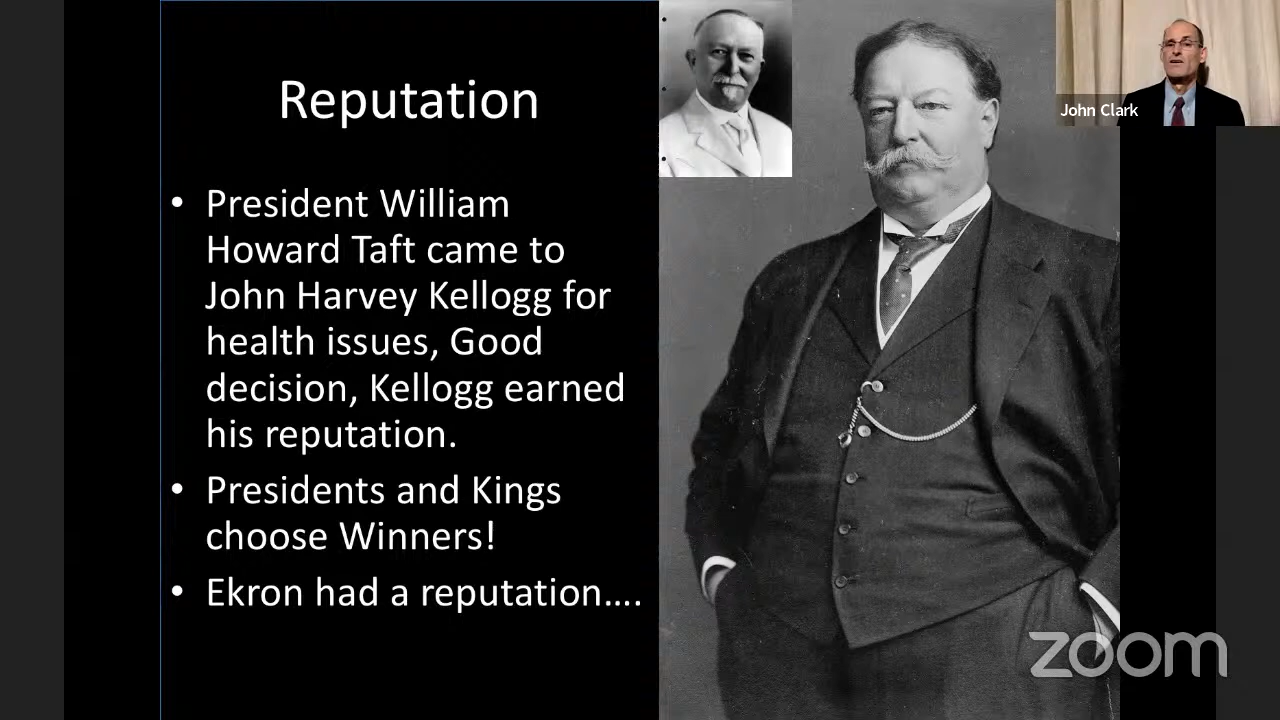 Reputation
• President William
Howard Taft came to
John Harvey Kellogg for
health issues, Good
decision, Kellogg earned
his reputation.
• Presidents and Kings
choose Winners!
• Ekron had a reputation….
John Clark
zoom